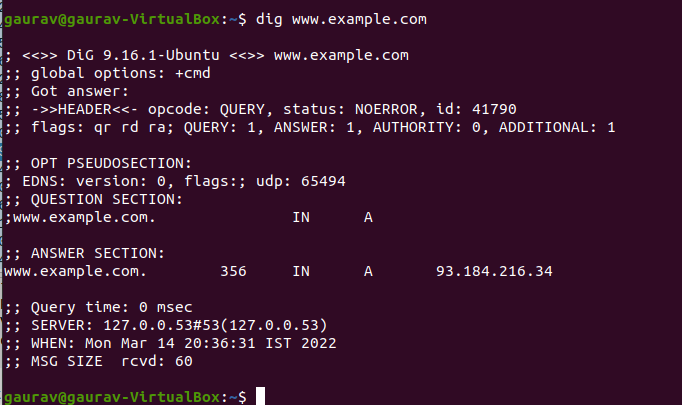 gaurav@gaurav-VirtualBox:~$ dig www.example.com
; <<>> DiG 9.16.1-Ubuntu <<>> www.example.com
;; global options: +cmd
;; Got answer:
;; ->>HEADER<<- opcode: QUERY, status: NOERROR, id: 41790
;; flags: qr rd ra; QUERY: 1, ANSWER: 1, AUTHORITY: 0, ADDITIONAL: 1
;; OPT PSEUDOSECTION:
; EDNS: version: 0, flags:; udp: 65494
;; QUESTION SECTION:
;www.example.com. IN A
;; ANSWER SECTION:
www.example.com. 356 IN A 93.184.216.34
;; Query time: 0 msec
;; SERVER: 127.0.0.53#53(127.0.0.53)
;; WHEN: Mon Mar 14 20:36:31 IST 2022
;; MSG SIZE rcvd: 60
gaurav@gaurav-VirtualBox:~$